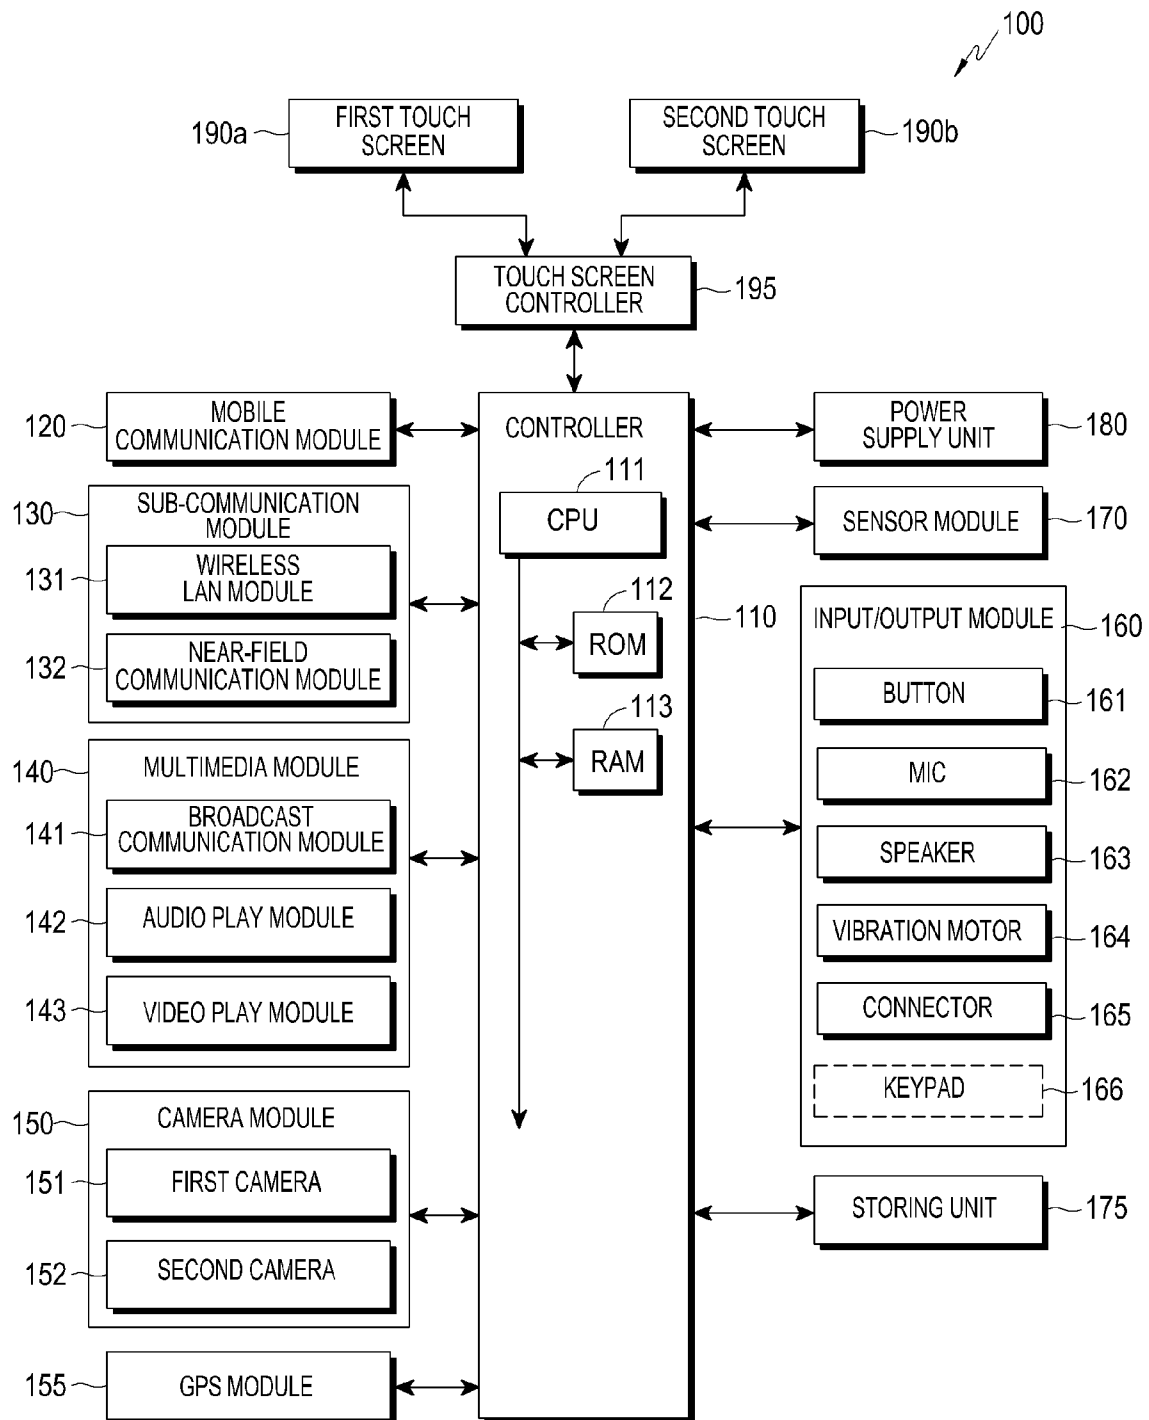 100
FIRST TOUCH
SCREEN
190a
SECOND TOUCH
SCREEN
190b
TOUCH SCREEN
CONTROLLER
195
120
MOBILE
COMMUNICATION MODULE
130
SUB-COMMUNICATION
MODULE
131
WIRELESS
LAN MODULE
132
NEAR-FIELD
COMMUNICATION MODULE
140
MULTIMEDIA MODULE
141
BROADCAST
COMMUNICATION MODULE
142
AUDIO PLAY MODULE
143
VIDEO PLAY MODULE
150
CAMERA MODULE
151
FIRST CAMERA
152
SECOND CAMERA
155
GPS MODULE
CONTROLLER
111
CPU
112
ROM
113
RAM
110
POWER
SUPPLY UNIT
180
SENSOR MODULE
170
INPUT/OUTPUT MODULE
160
BUTTON
161
MIC
162
SPEAKER
163
VIBRATION MOTOR
164
CONNECTOR
165
KEYPAD
166
STORING UNIT
175